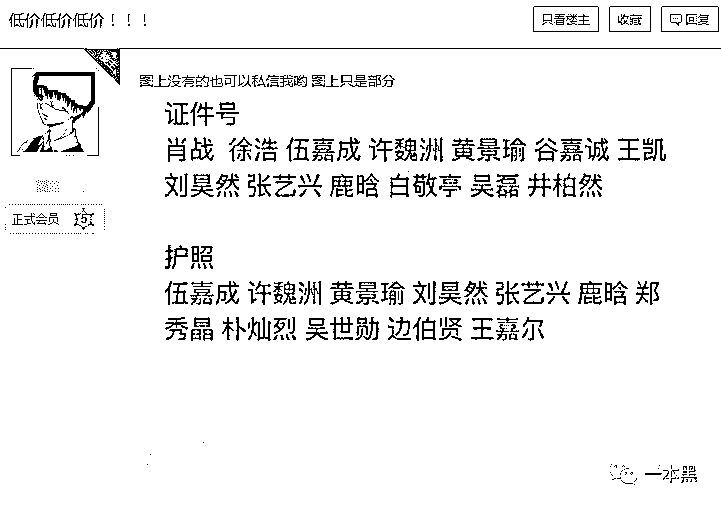 低价低价低价！！！
只看楼主 收藏 回复
图上没有的也可以私信我哟 图上只是部分
证件号
肖战 徐浩 伍嘉成 许魏洲 黄景瑜 谷嘉诚 王凯
刘昊然 张艺兴 鹿晗 白敬亭 吴磊 井柏然
正式会员 5
护照
伍嘉成 许魏洲 黄景瑜 刘昊然 张艺兴 鹿晗 郑
秀晶 朴灿烈 吴世勋 边伯贤 王嘉尔
一本黑